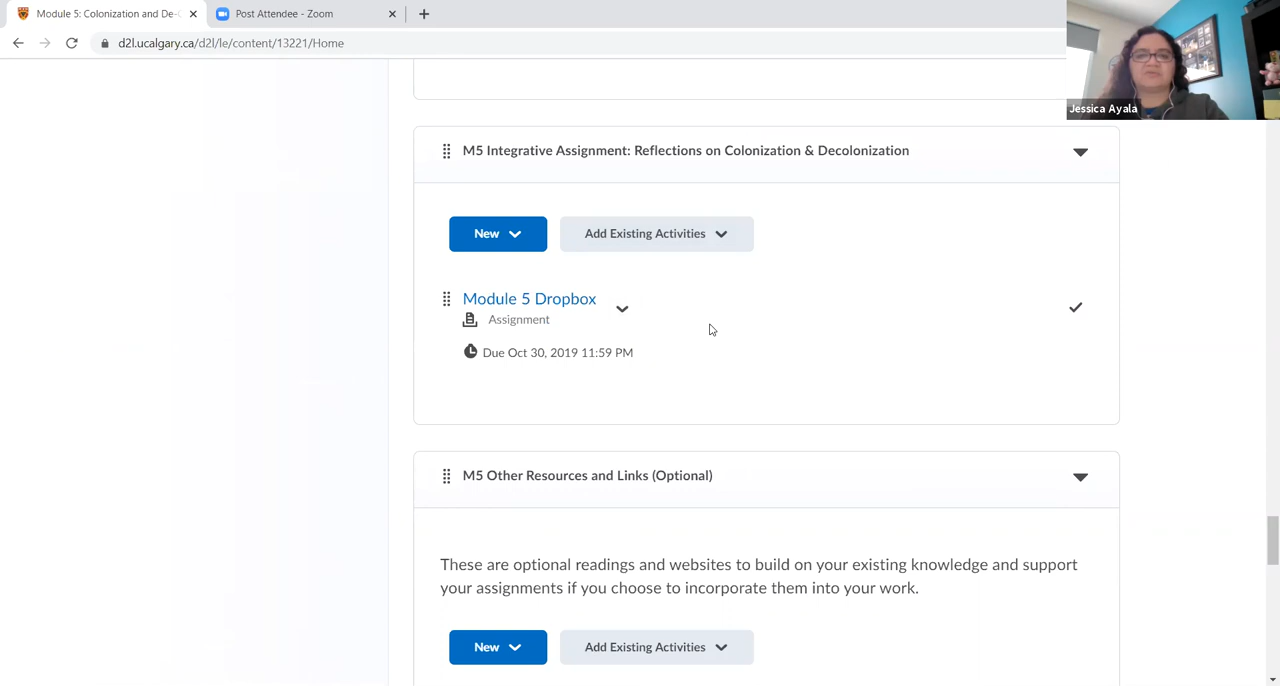 Module 5: Colonization and De-C
Post Attendee - Zoom
d2l.ucalgary.ca/d2l/le/content/13221/Home
Jessica Ayala
M5 Integrative Assignment: Reflections on Colonization & Decolonization
New
Add Existing Activities
Module 5 Dropbox
Assignment
Due Oct 30, 2019 11:59 PM
M5 Other Resources and Links (Optional)
These are optional readings and websites to build on your existing knowledge and support
your assignments if you choose to incorporate them into your work.
New
Add Existing Activities